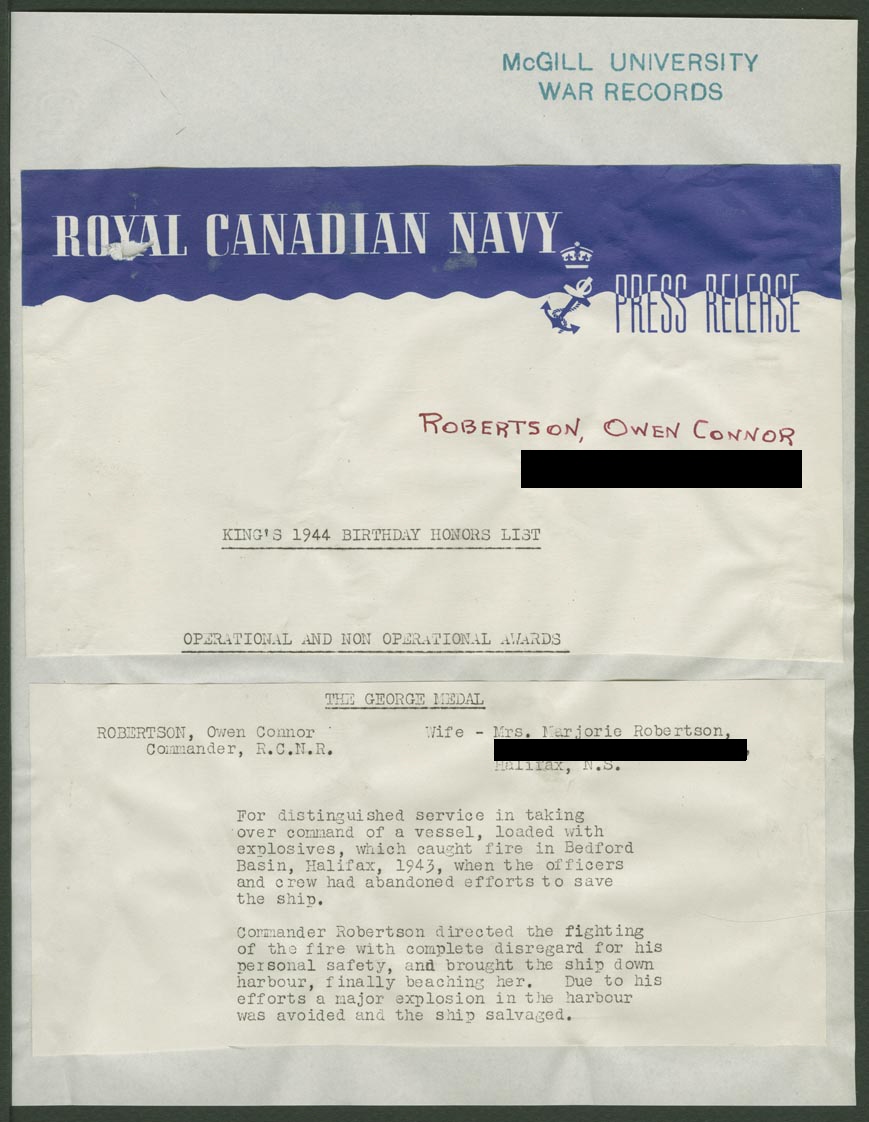 McGILL UNIVERSITY
WAR RECORDS
ROYAL CANADIAN NAVY
PRESS RELEASE
ROBERTSON, OWEN CONNOR
KING'S 1944 BIRTHDAY HONORS LIST
OPERATIONAL AND NON OPERATIONAL AWARDS
THE GEORGE MEDAL
ROBERTSON, Owen Connor Wife - Mrs. Marjorie Robertson,
Commander, R.C.N.R. ,
Halifax, N.S.
For distinguished service in taking
over command of a vessel, loaded with
explosives, which caught fire in Bedford
Basin, Halifax, 1943, when the officers
and crew had abandoned efforts to save
the ship.
Commander Robertson directed the fighting
of the fire with complete disregard for his
personal safety, and brought the ship down
harbour, finally beaching her. Due to his
efforts a major explosion in the harbour
was avoided and the ship salvaged.